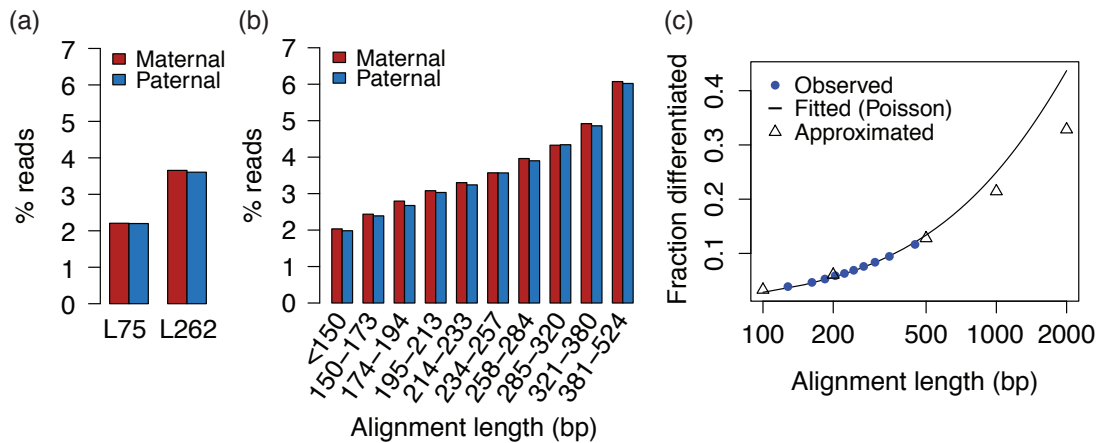 (a)
7
6
5
4
3
2
1
0
% reads
Maternal
Paternal
L75 L262
(b)
7
6
5
4
3
2
1
0
% reads
Maternal
Paternal
<150
150–173
174–194
195–213
214–233
234–257
258–284
285–320
321–380
381–524
Alignment length (bp)
(c)
0.4
0.3
0.2
0.1
Fraction differentiated
Observed
Fitted (Poisson)
Approximated
100 200 500 1000 2000
Alignment length (bp)